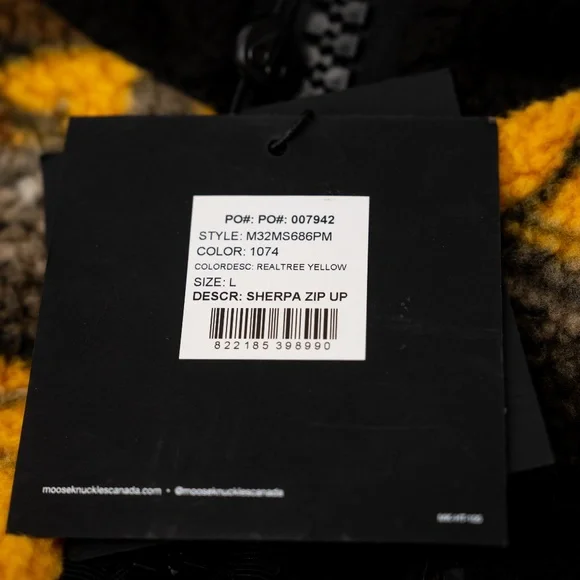 PO#: PO#: 007942
STYLE: M32MS686PM
COLOR: 1074
COLORDESC: REALTREE YELLOW
SIZE: L
DESCR: SHERPA ZIP UP
822185 398990
mooseknucklescanada.com • @mooseknucklescanada